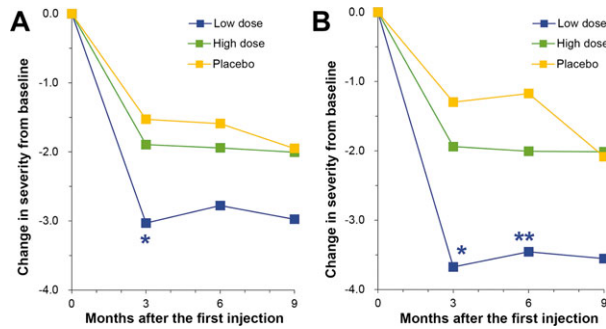 A
Low dose
High dose
Placebo
Change in severity from baseline
0.0
-1.0
-2.0
-3.0
-4.0
*
0 3 6 9
Months after the first injection
B
Low dose
High dose
Placebo
Change in severity from baseline
0.0
-1.0
-2.0
-3.0
-4.0
* **
0 3 6 9
Months after the first injection